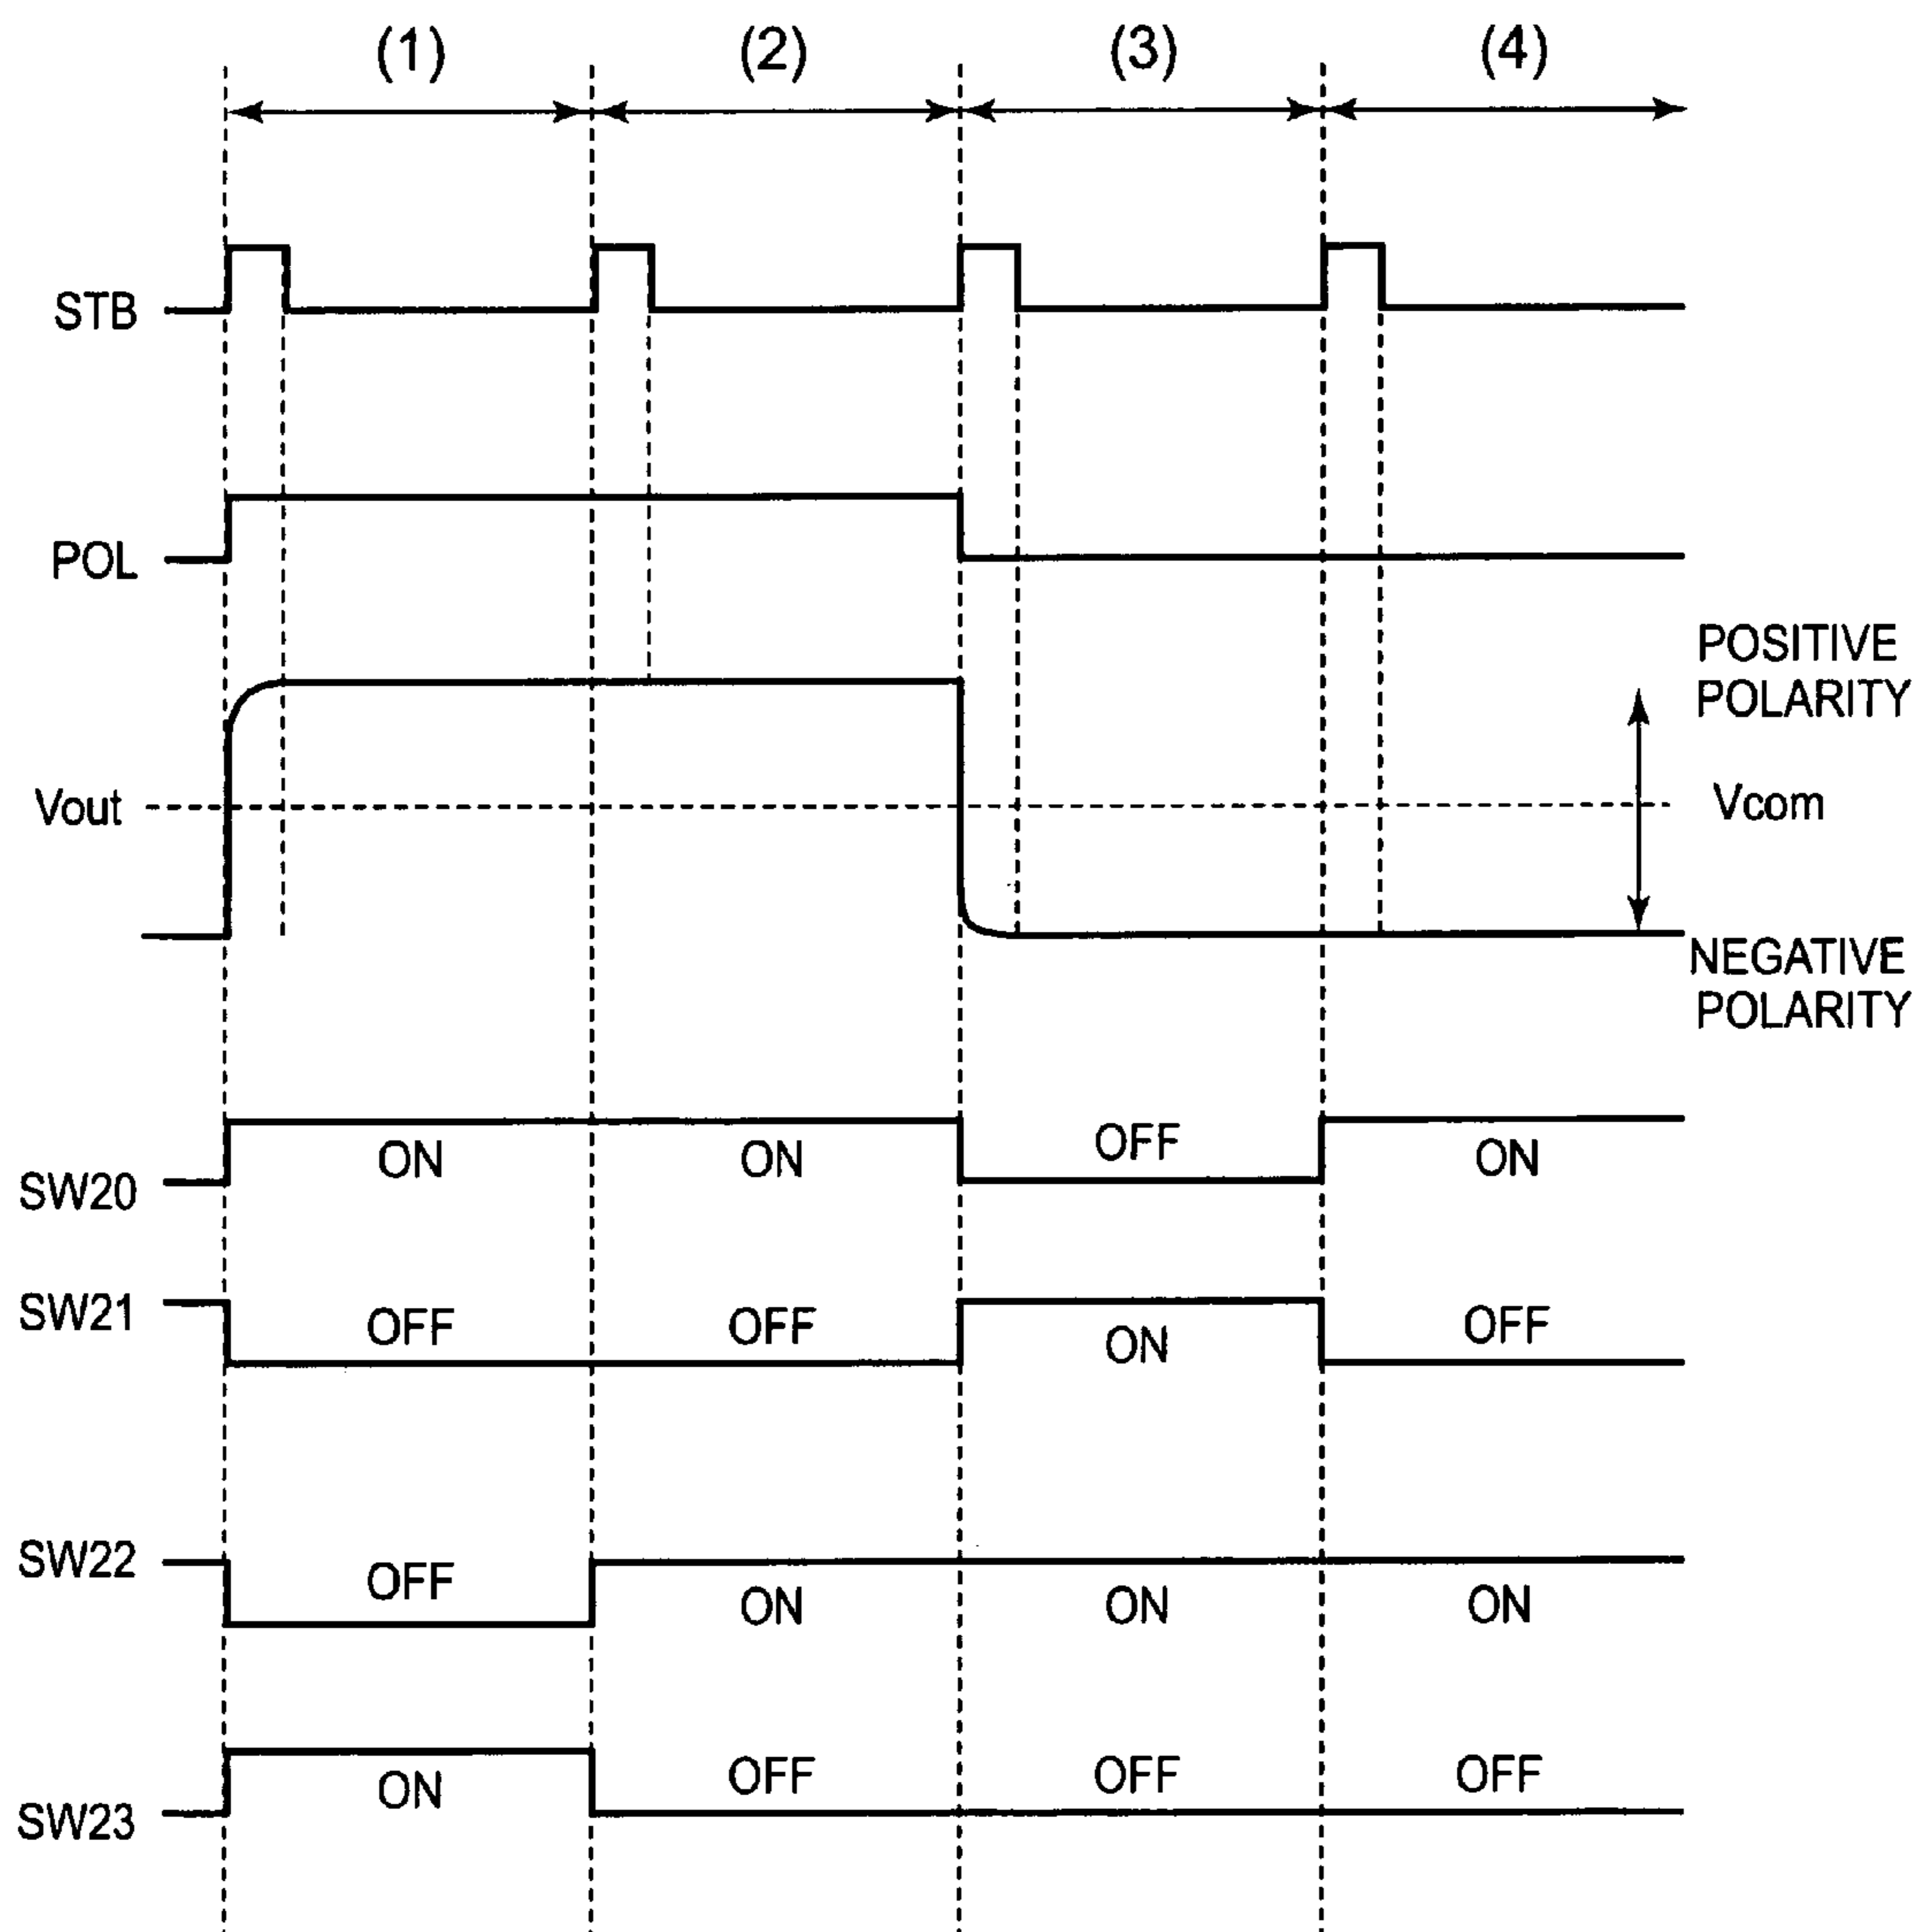 (1) (2) (3) (4)
STB
POL
POSITIVE
POLARITY
Vout
Vcom
NEGATIVE
POLARITY
SW20 ON ON OFF ON
SW21 OFF OFF ON OFF
SW22 OFF ON ON ON
SW23 ON OFF OFF OFF